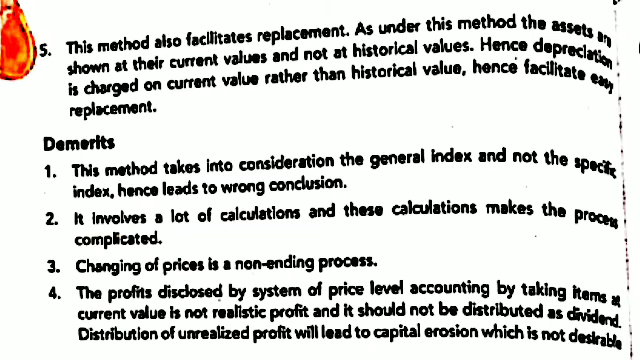 5. This method also facilitates replacement. As under this method the assets are
shown at their current values and not at historical values. Hence depreciation
is charged on current value rather than historical value, hence facilitate easy
replacement.
Demerits
1. This method takes into consideration the general index and not the specific
index, hence leads to wrong conclusion.
2. It involves a lot of calculations and these calculations makes the process
complicated.
3. Changing of prices is a non-ending process.
4. The profits disclosed by system of price level accounting by taking items at
current value is not realistic profit and it should not be distributed as dividend.
Distribution of unrealized profit will lead to capital erosion which is not desirable